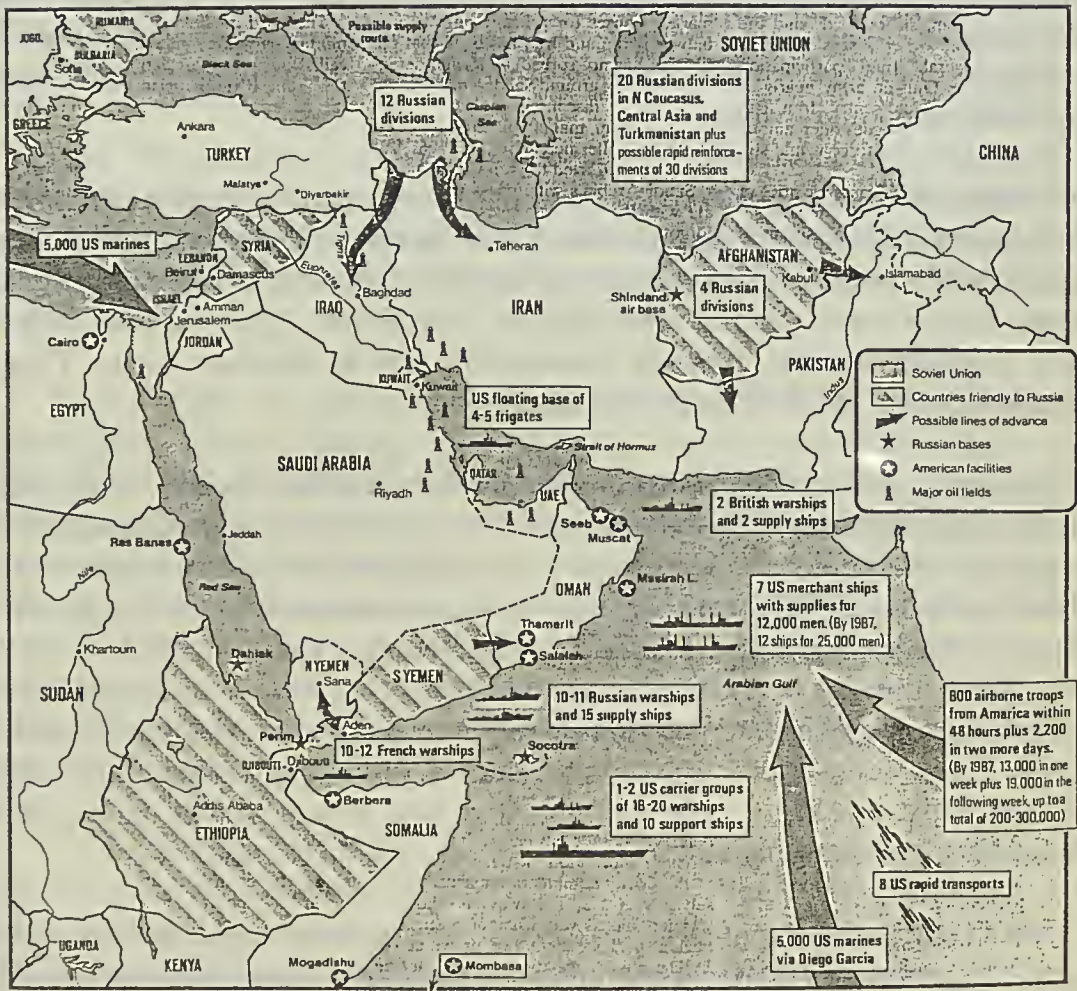 RUMANIA
JUGO.
BULGARIA
Sofia
Black Sea
Possible supply
route
SOVIET UNION
12 Russian
divisions
Caspian
Sea
20 Russian divisions
in N Caucasus,
Central Asia and
Turkmanistan plus
possible rapid reinforce-
ments of 30 divisions
CHINA
GREECE
Ankara
TURKEY
Malatya
Diyarbakir
5,000 US marines
SYRIA
LEBANON
Beirut
Damascus
Tigris
Euphrates
Teheran
AFGHANISTAN
Kabul
Islamabad
4 Russian
divisions
Shindand
air base
ISRAEL
Amman
Jerusalem
JORDAN
IRAQ
Baghdad
IRAN
Cairo
PAKISTAN
Indus
EGYPT
KUWAIT
Kuwait
US floating base of
4-5 frigates
Strait of Hormuz
Soviet Union
Countries friendly to Russia
Possible lines of advance
Russian bases
American facilities
Major oil fields
SAUDI ARABIA
Riyadh
QATAR
UAE
2 British warships
and 2 supply ships
Seeb
Muscat
Ras Banas
Jeddah
Red Sea
Nile
OMAN
Masirah I.
7 US merchant ships
with supplies for
12,000 men. (By 1987,
12 ships for 25,000 men)
Thamarit
Salalah
Khartoum
Dahlak
N YEMEN
Sana
S YEMEN
SUDAN
Aden
Perim
10-11 Russian warships
and 15 supply ships
Arabian Gulf
800 airborne troops
from Amarica within
48 hours plus 2,200
in two more days.
(By 1987, 13,000 in one
week plus 19,000 in the
following week, up to a
total of 200-300,000)
10-12 French warships
Socotra
DJIBOUTI
Djibouti
Berbera
Addis Ababa
ETHIOPIA
SOMALIA
1-2 US carrier groups
of 18-20 warships
and 10 support ships
8 US rapid transports
5,000 US marines
via Diego Garcia
UGANDA
KENYA
Mogadishu
Mombasa